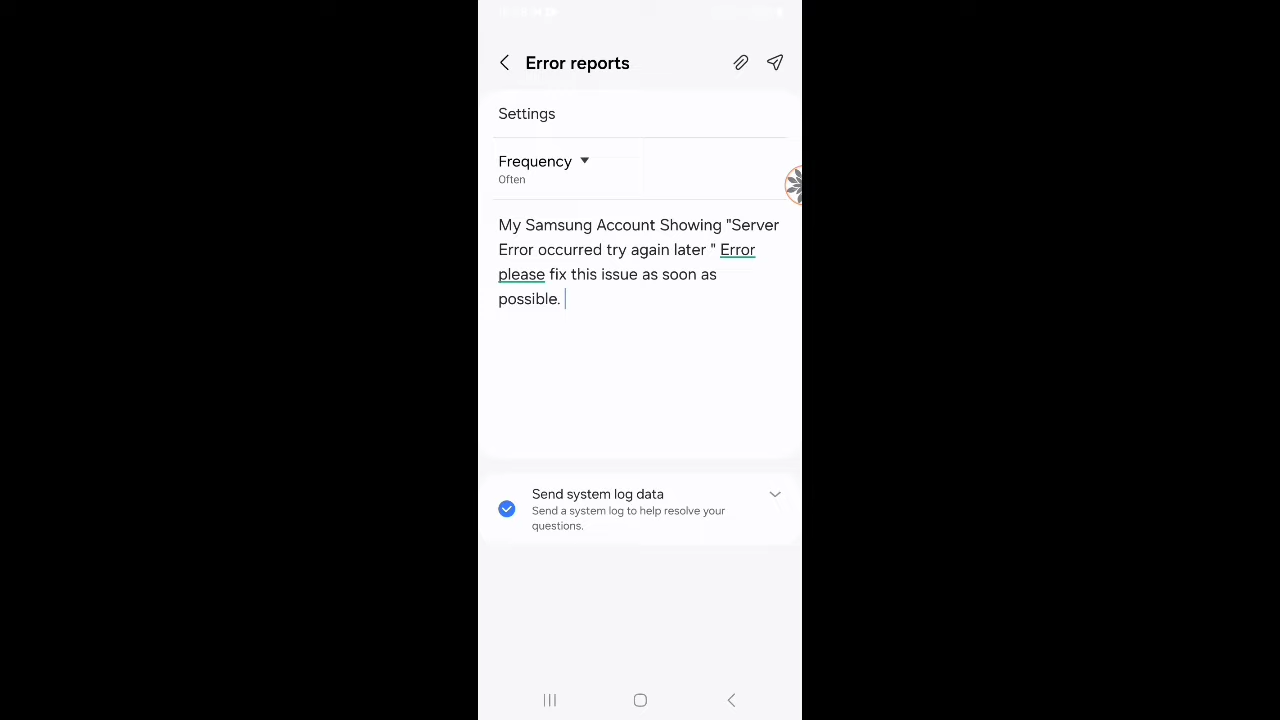 Error reports
Settings
Frequency
Often
My Samsung Account Showing "Server
Error occurred try again later " Error
please fix this issue as soon as
possible.
Send system log data
Send a system log to help resolve your
questions.